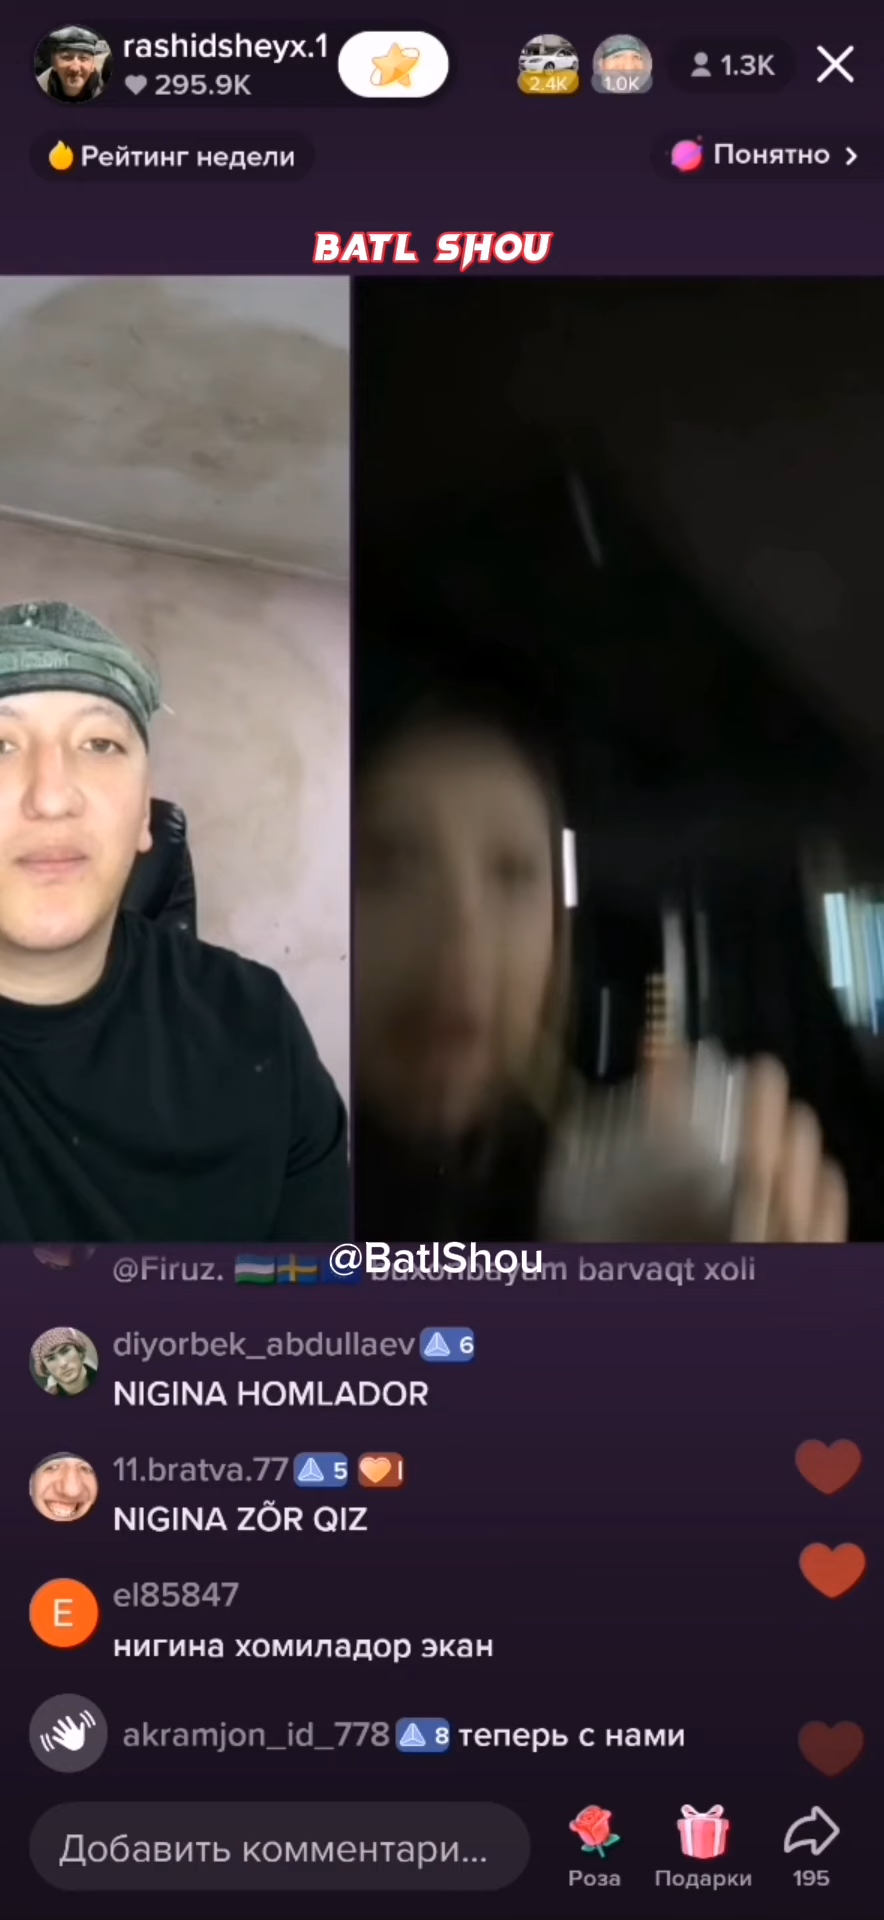 rashidsheyx.1
295.9K
2.4K
1.0K
1.3K
Рейтинг недели
Понятно
BATL SHOU
@BatlShou
@Firuz. barvaqt xoli
diyorbek_abdullaev 6
NIGINA HOMLADOR
11.bratva.77 5 I
NIGINA ZÕR QIZ
E
el85847
нигина хомиладор экан
akramjon_id_778 8 теперь с нами
Добавить комментари...
Роза
Подарки
195